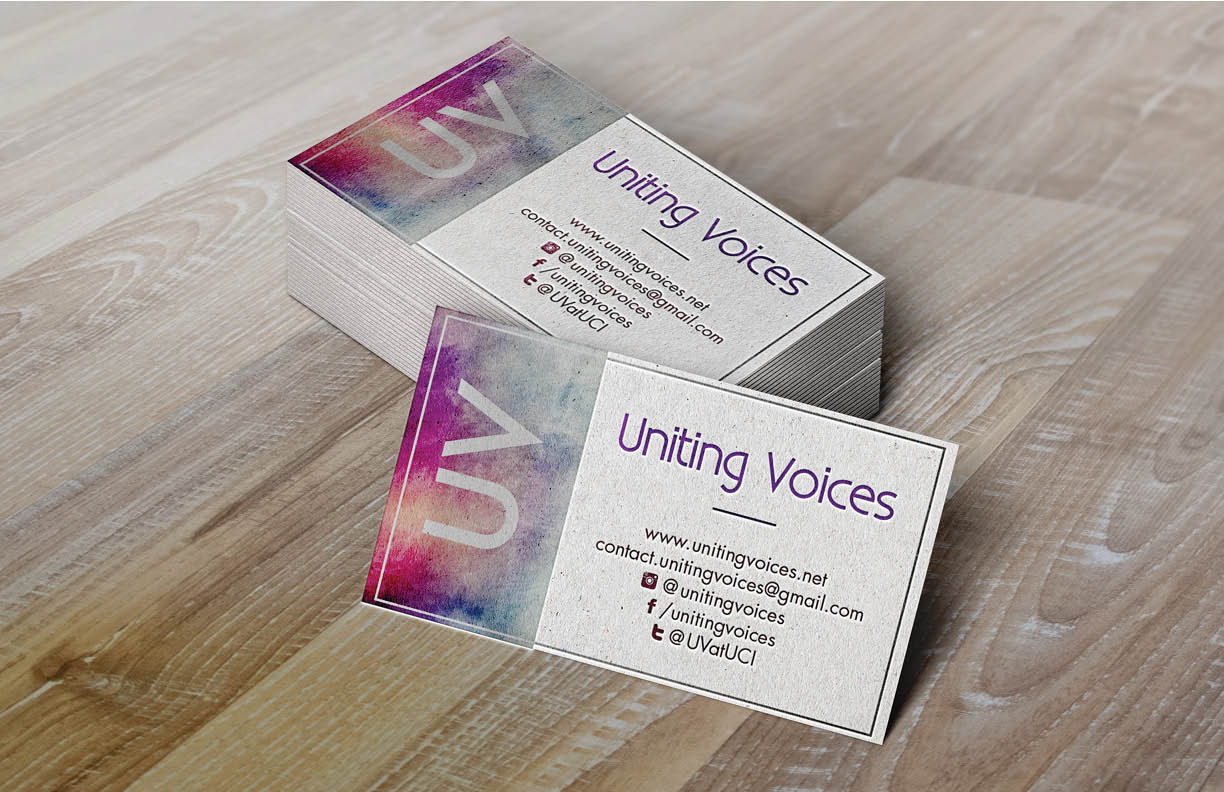 UV
Uniting Voices
www.unitingvoices.net
contact.unitingvoices@gmail.com
@unitingvoices
/unitingvoices
@UVatUCI
UV
Uniting Voices
www.unitingvoices.net
contact.unitingvoices@gmail.com
@unitingvoices
/unitingvoices
@UVatUCI